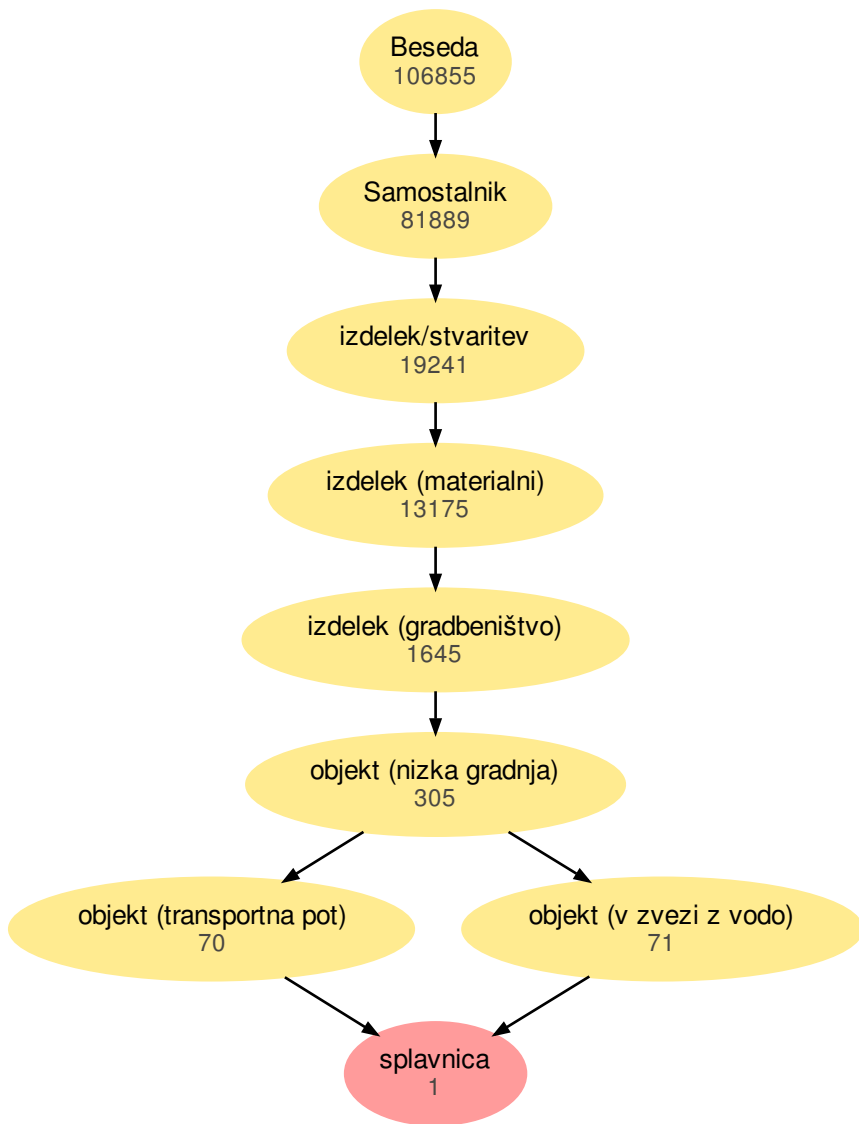 Beseda
106855
Samostalnik
81889
izdelek/stvaritev
19241
izdelek (materialni)
13175
izdelek (gradbeništvo)
1645
objekt (nizka gradnja)
305
objekt (transportna pot)
70
objekt (v zvezi z vodo)
71
splavnica
1